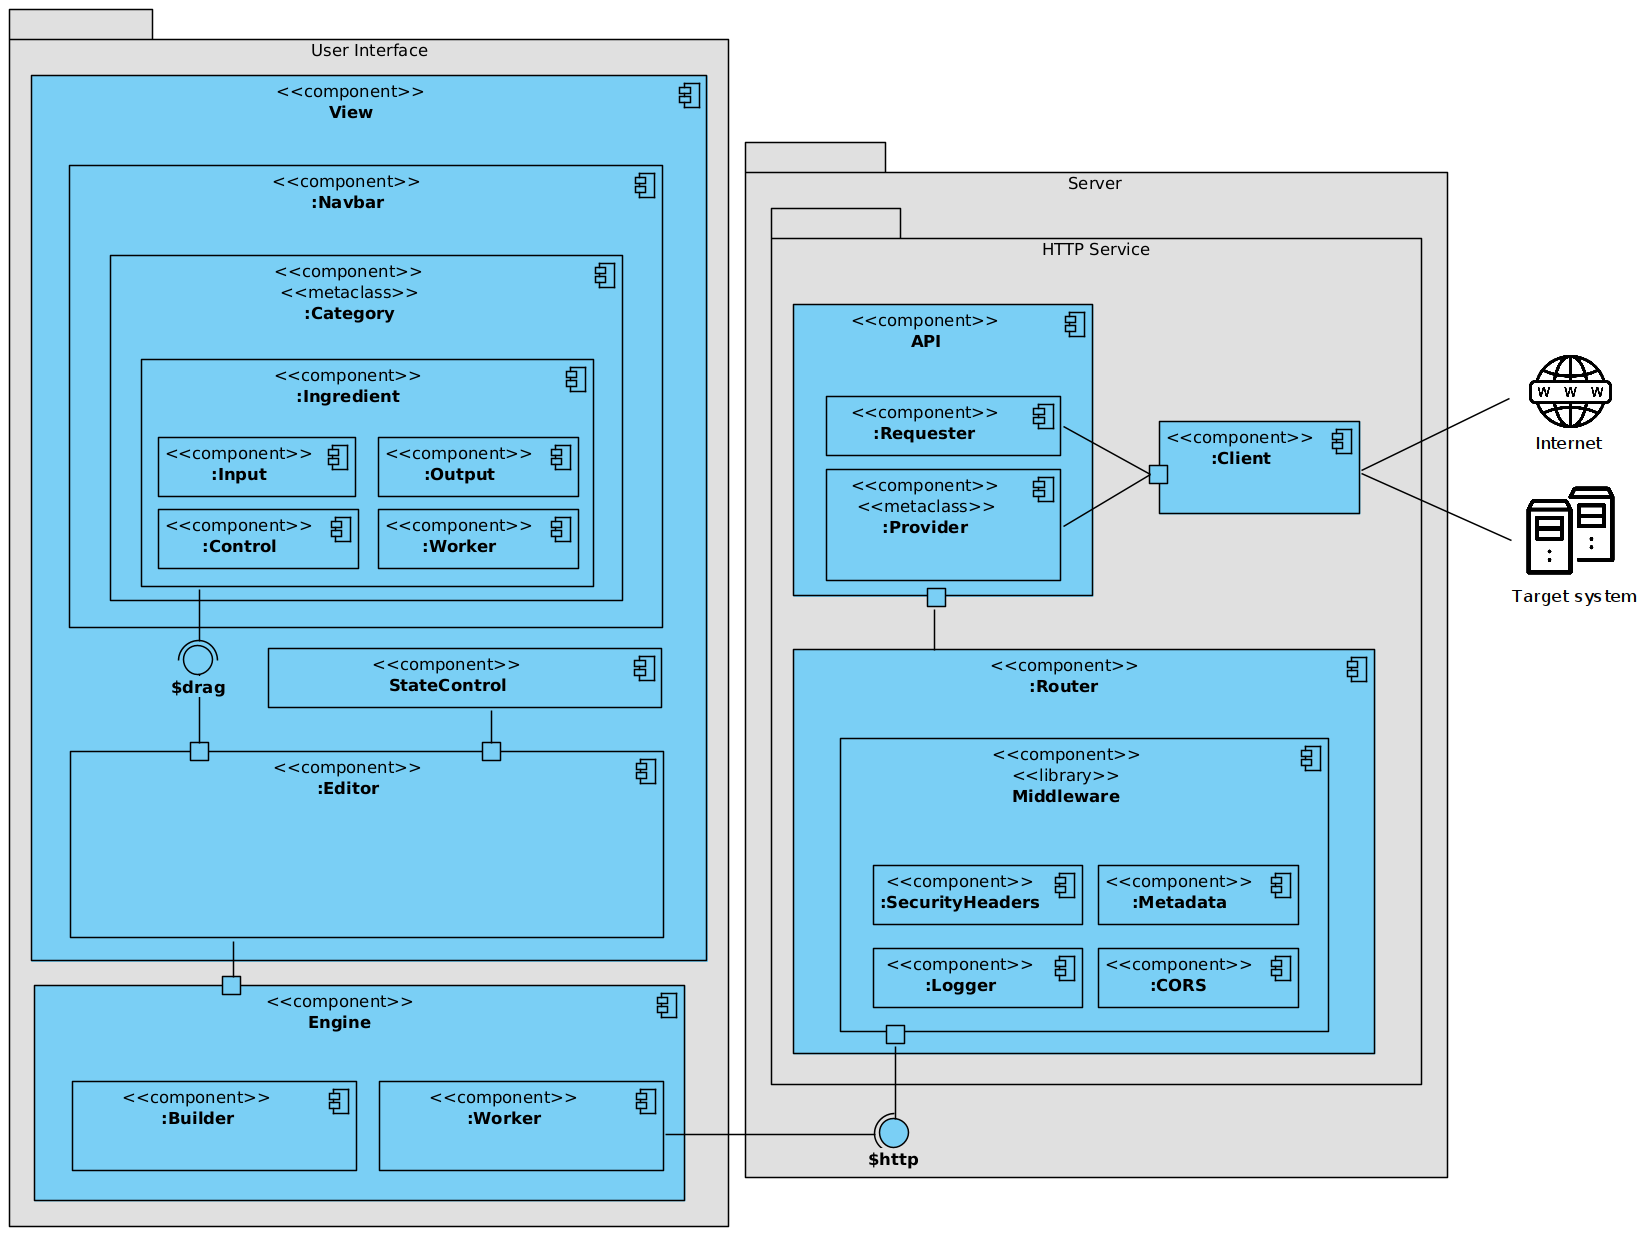 User Interface
<<component>>
View
<<component>>
:Navbar
<<component>>
<<metaclass>>
:Category
<<component>>
:Ingredient
<<component>>
:Input
<<component>>
:Output
<<component>>
:Control
<<component>>
:Worker
$drag
<<component>>
StateControl
<<component>>
:Editor
<<component>>
Engine
<<component>>
:Builder
<<component>>
:Worker
Server
HTTP Service
<<component>>
API
<<component>>
:Requester
<<component>>
<<metaclass>>
:Provider
<<component>>
:Client
<<component>>
:Router
<<component>>
<<library>>
Middleware
<<component>>
:SecurityHeaders
<<component>>
:Metadata
<<component>>
:Logger
<<component>>
:CORS
$http
W W W
Internet
Target system